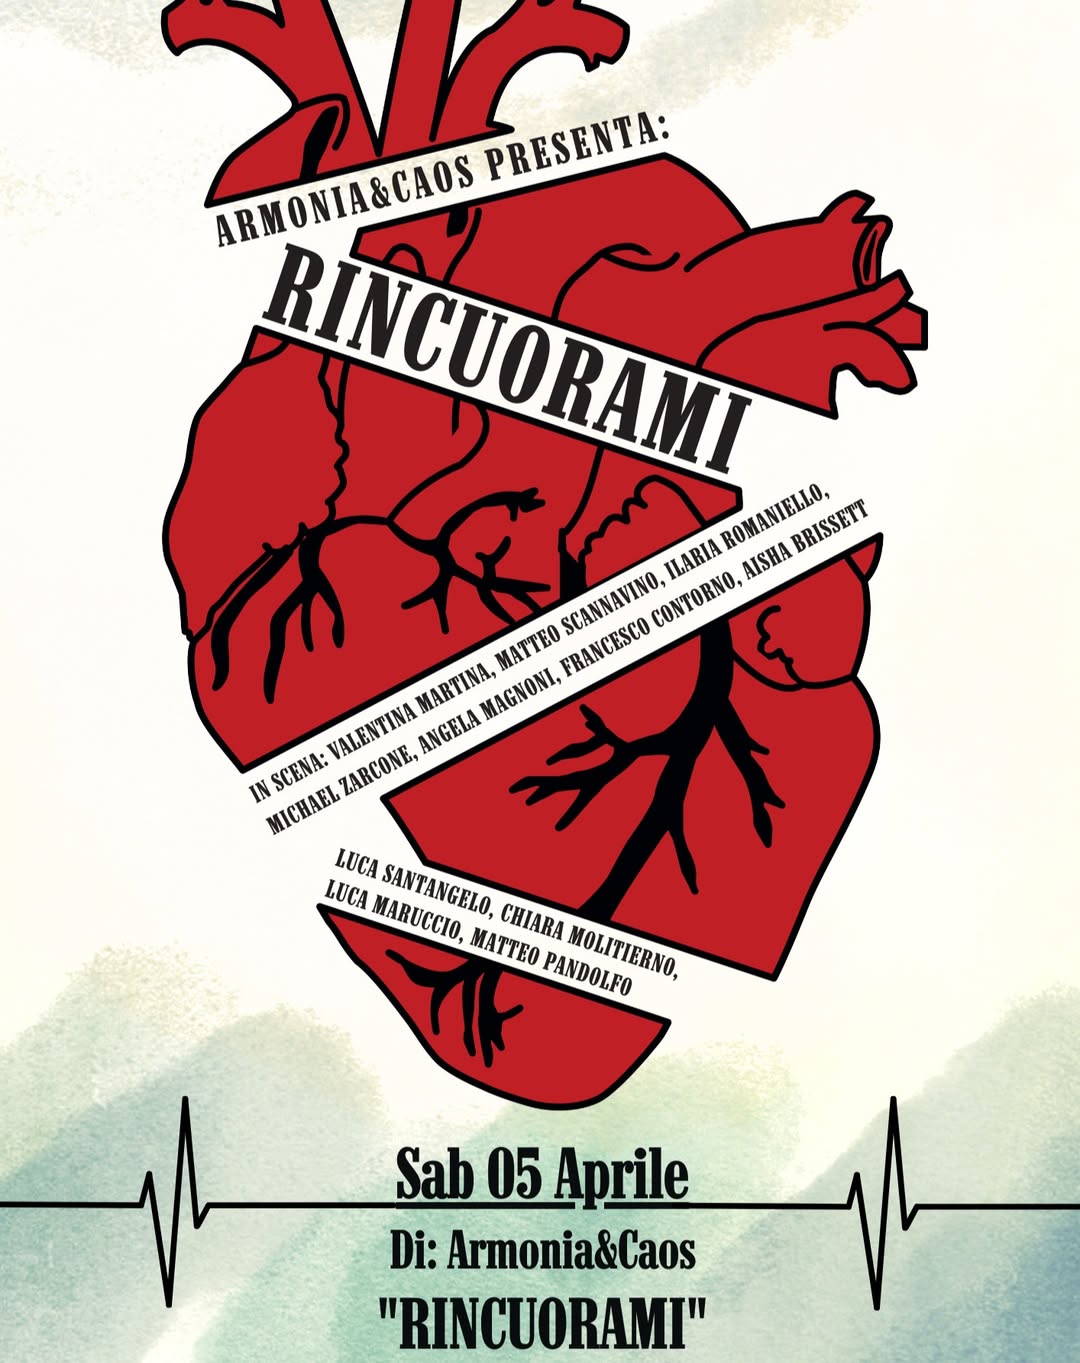 ARMONIA&CAOS PRESENTA:
RINCUORAMI
IN SCENA: VALENTINA MARTINA, MATTEO SCANNAVINO, ILARIA ROMANIELLO,
MICHAEL ZARCONE, ANGELA MAGNONI, FRANCESCO CONTORNO, AISHA BRISSETT
LUCA SANTANGELO, CHIARA MOLITIERNO,
LUCA MARUCCIO, MATTEO PANDOLFO
Sab 05 Aprile
Di: Armonia&Caos
"RINCUORAMI"